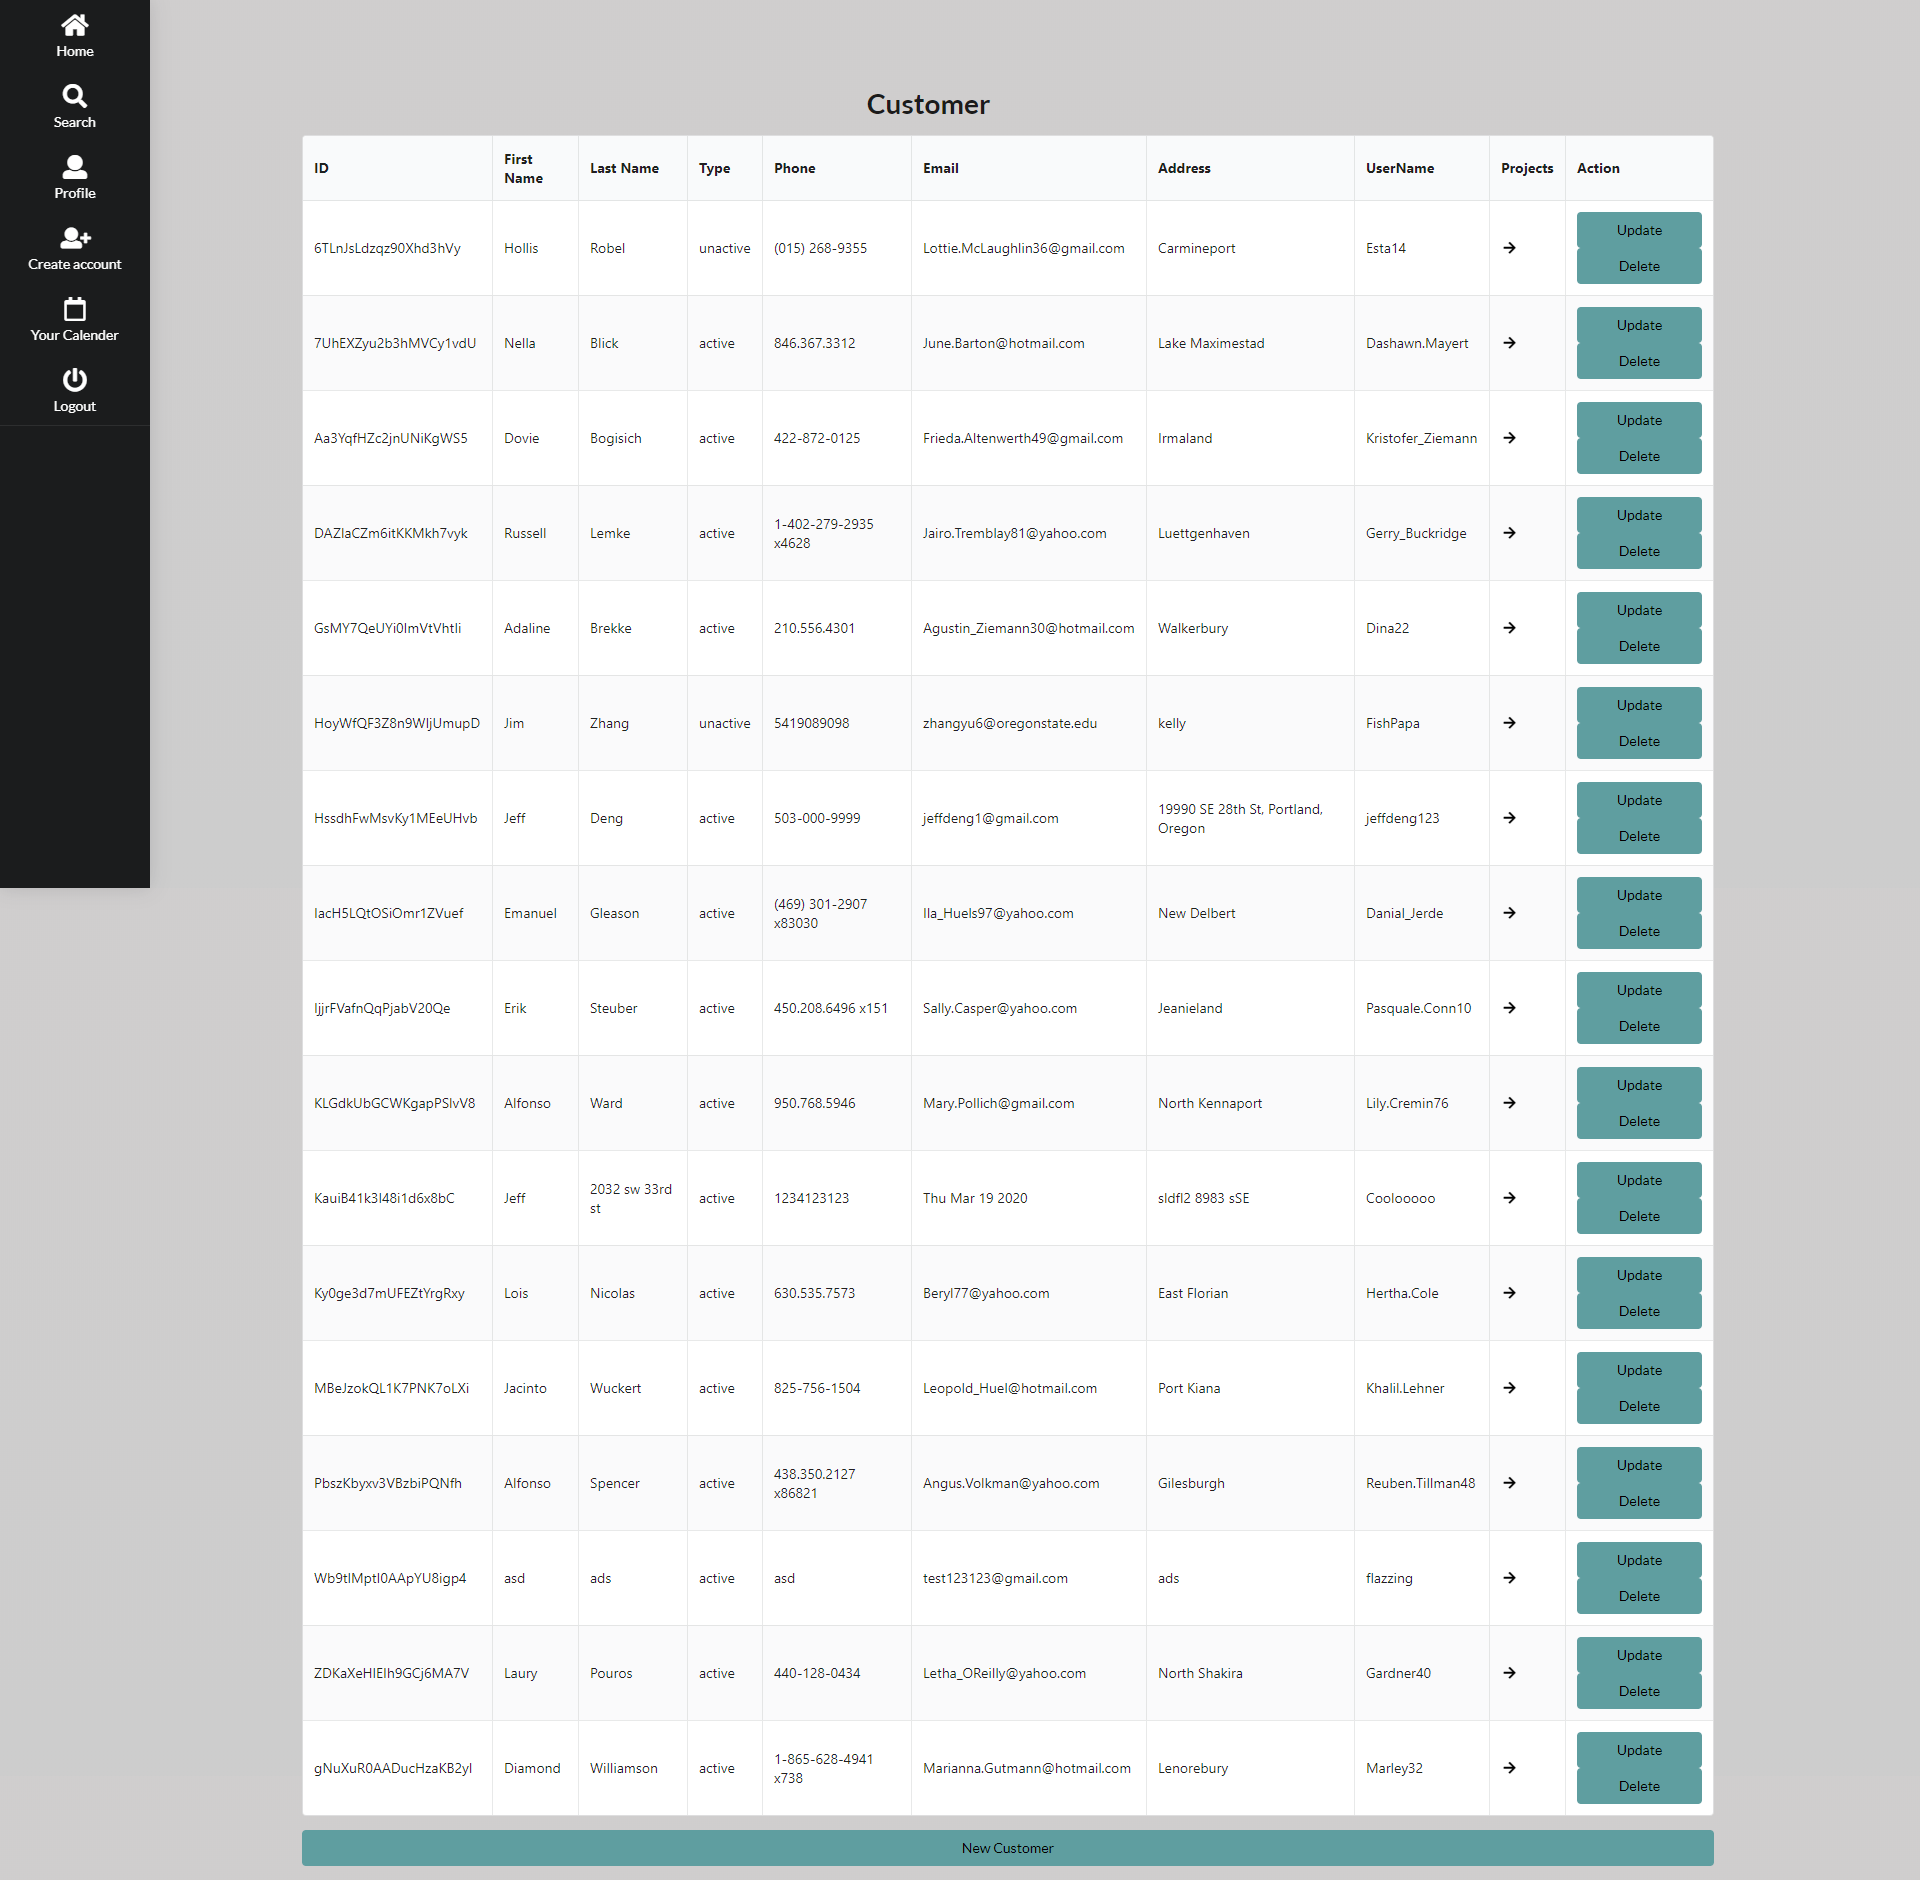 Home
Search
Profile
Create account
Your Calender
Logout
Customer
ID First Name Last Name Type Phone Email Address UserName Projects Action
6TLnJsLdzqz90Xhd3hVy Hollis Robel unactive (015) 268-9355 Lottie.McLaughlin36@gmail.com Carmineport Esta14 Update
Delete
7UhEXZyu2b3hMVCy1vdU Nella Blick active 846.367.3312 June.Barton@hotmail.com Lake Maximestad Dashawn.Mayert Update
Delete
Aa3YqfHZc2jnUNiKgWS5 Dovie Bogisich active 422-872-0125 Frieda.Altenwerth49@gmail.com Irmaland Kristofer_Ziemann Update
Delete
DAZlaCZm6itKKMkh7vyk Russell Lemke active 1-402-279-2935 x4628 Jairo.Tremblay81@yahoo.com Luettgenhaven Gerry_Buckridge Update
Delete
GsMY7QeUYi0ImVtVhtIi Adaline Brekke active 210.556.4301 Agustin_Ziemann30@hotmail.com Walkerbury Dina22 Update
Delete
HoyWfQF3Z8n9WIjUmupD Jim Zhang unactive 5419089098 zhangyu6@oregonstate.edu kelly FishPapa Update
Delete
HssdhFwMsvKy1MEeUHvb Jeff Deng active 503-000-9999 jeffdeng1@gmail.com 19990 SE 28th St, Portland, Oregon jeffdeng123 Update
Delete
IacH5LQtOSiOmr1ZVuef Emanuel Gleason active (469) 301-2907 x83030 Ila_Huels97@yahoo.com New Delbert Danial_Jerde Update
Delete
IjjrFVafnQqPjabV20Qe Erik Steuber active 450.208.6496 x151 Sally.Casper@yahoo.com Jeanieland Pasquale.Conn10 Update
Delete
KLGdkUbGCWKgapPSlvV8 Alfonso Ward active 950.768.5946 Mary.Pollich@gmail.com North Kennaport Lily.Cremin76 Update
Delete
KauiB41k3I48i1d6x8bC Jeff 2032 sw 33rd st active 1234123123 Thu Mar 19 2020 sldfl2 8983 sSE Coolooooo Update
Delete
Ky0ge3d7mUFEZtYrgRxy Lois Nicolas active 630.535.7573 Beryl77@yahoo.com East Florian Hertha.Cole Update
Delete
MBeJzokQL1K7PNK7oLXi Jacinto Wuckert active 825-756-1504 Leopold_Huel@hotmail.com Port Kiana Khalil.Lehner Update
Delete
PbszKbyxv3VBzbiPQNfh Alfonso Spencer active 438.350.2127 x86821 Angus.Volkman@yahoo.com Gilesburgh Reuben.Tillman48 Update
Delete
Wb9tIMptI0AApYU8igp4 asd ads active asd test123123@gmail.com ads flazzing Update
Delete
ZDKaXeHIEIh9GCj6MA7V Laury Pouros active 440-128-0434 Letha_OReilly@yahoo.com North Shakira Gardner40 Update
Delete
gNuXuR0AADucHzaKB2yI Diamond Williamson active 1-865-628-4941 x738 Marianna.Gutmann@hotmail.com Lenorebury Marley32 Update
Delete
New Customer